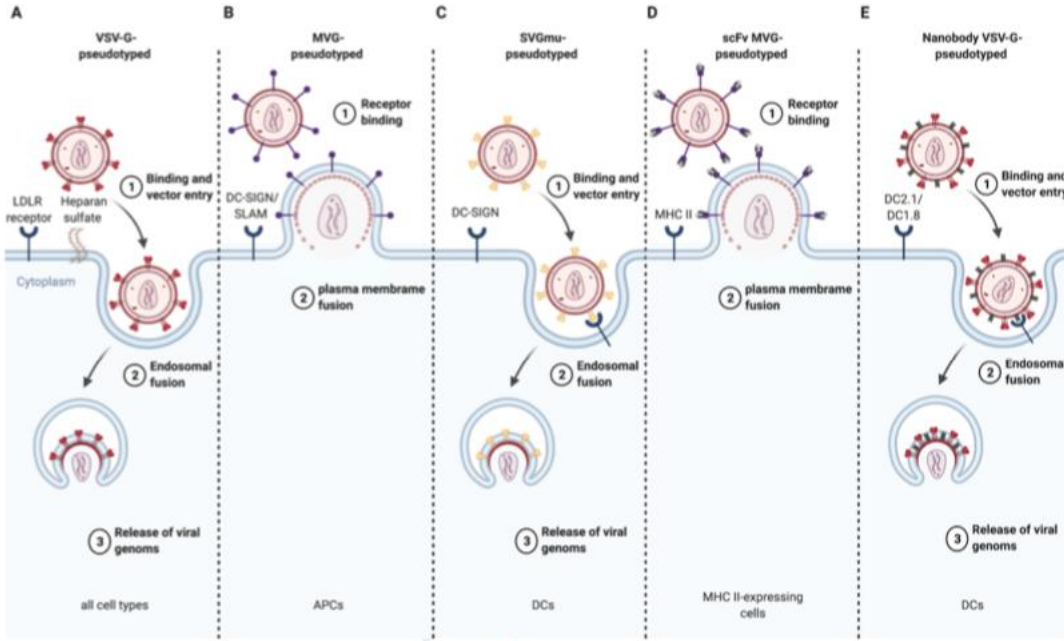 A
VSV-G-
pseudotyped
1
Binding and
vector entry
LDLR
receptor
Heparan
sulfate
Cytoplasm
2
Endosomal
fusion
3
Release of viral
genoms
all cell types
B
MVG-
pseudotyped
1
Receptor
binding
DC-SIGN/
SLAM
2
plasma membrame
fusion
APCs
C
SVGmu-
pseudotyped
1
Binding and
vector entry
DC-SIGN
2
Endosomal
fusion
3
Release of viral
genoms
DCs
D
scFv MVG-
pseudotyped
1
Receptor
binding
MHC II
2
plasma membrame
fusion
MHC II-expressing
cells
E
Nanobody VSV-G-
pseudotyped
1
Binding and
vector entry
DC2.1/
DC1.8
2
Endosomal
fusion
3
Release of viral
genoms
DCs